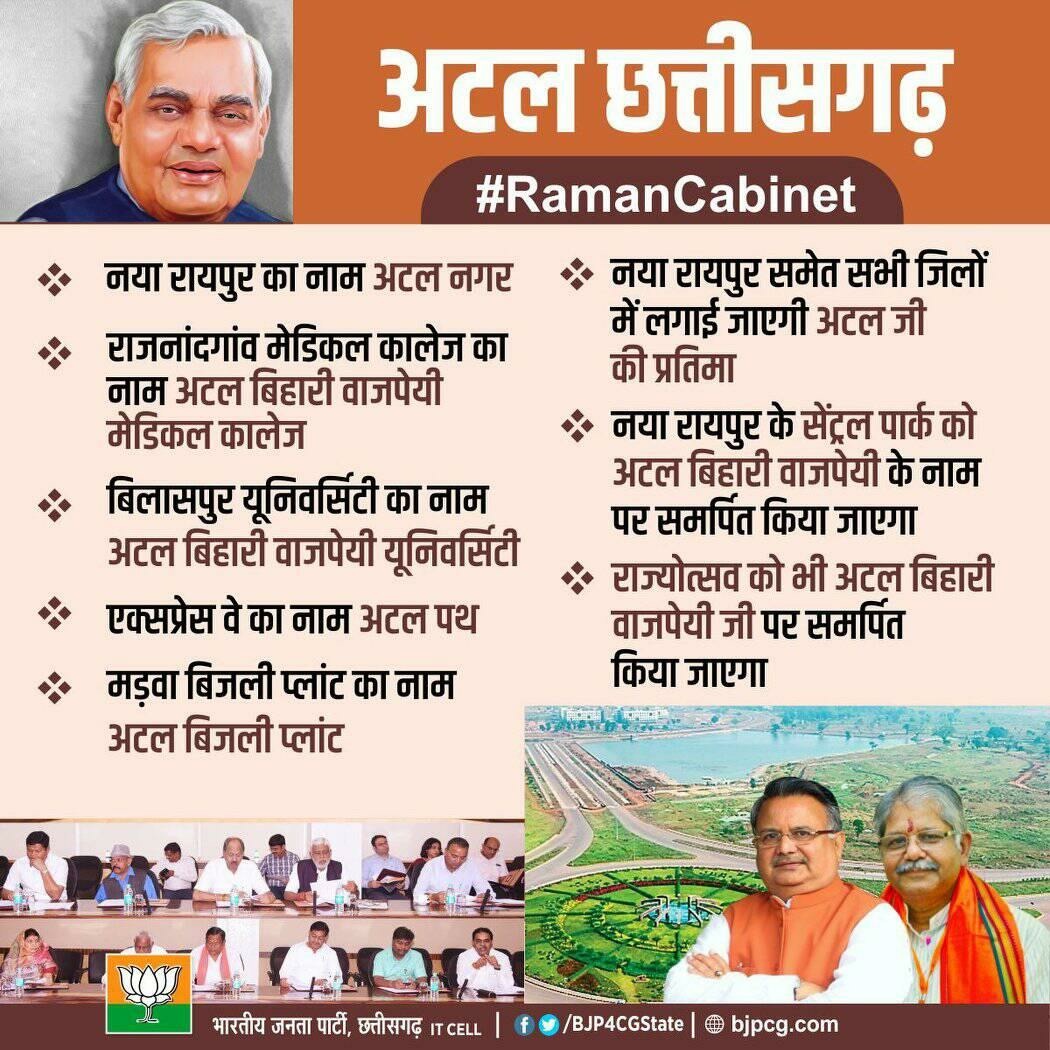 अटल छत्तीसगढ़
#RamanCabinet
नया रायपुर का नाम अटल नगर
राजनांदगांव मेडिकल कालेज का
नाम अटल बिहारी वाजपेयी
मेडिकल कालेज
बिलासपुर यूनिवर्सिटी का नाम
अटल बिहारी वाजपेयी यूनिवर्सिटी
एक्सप्रेस वे का नाम अटल पथ
मड़वा बिजली प्लांट का नाम
अटल बिजली प्लांट
नया रायपुर समेत सभी जिलों
में लगाई जाएगी अटल जी
की प्रतिमा
नया रायपुर के सेंट्रल पार्क को
अटल बिहारी वाजपेयी के नाम
पर समर्पित किया जाएगा
राज्योत्सव को भी अटल बिहारी
वाजपेयी जी पर समर्पित
किया जाएगा
भारतीय जनता पार्टी, छत्तीसगढ़ IT CELL | /BJP4CGState | bjpcg.com